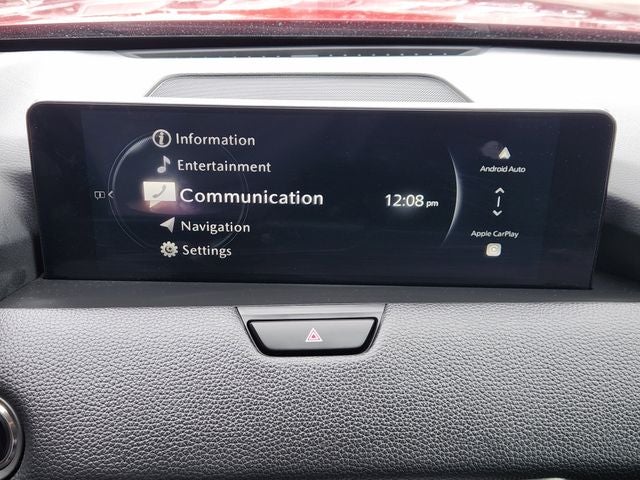 Information
Entertainment
Communication
12:08 pm
Navigation
Settings
Android Auto
Apple CarPlay